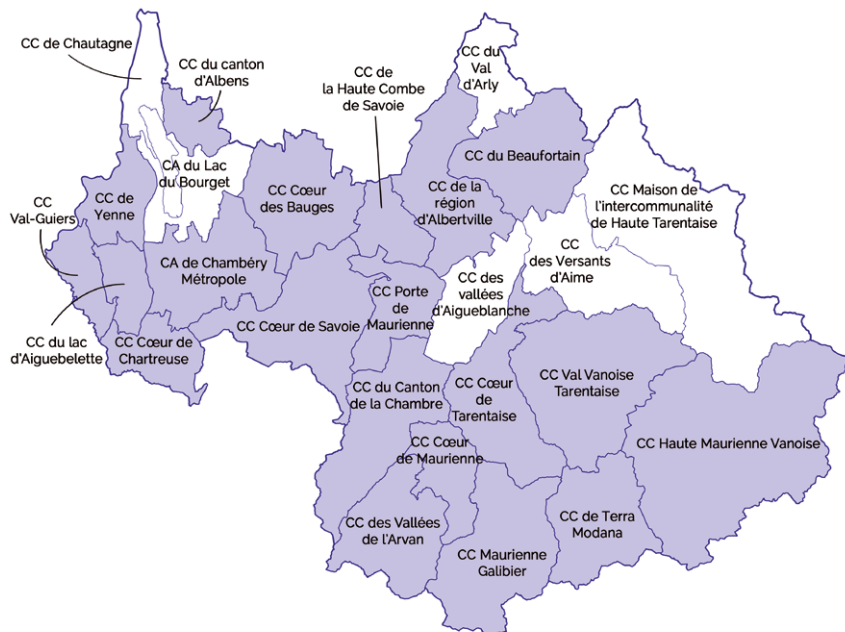 CC de Chautagne
CC du canton
d'Albens
CC de
la Haute Combe
de Savoie
CC du
Val
d'Arly
CA du Lac
du Bourget
CC Cœur
des Bauges
CC du Beaufortain
CC de
Yenne
CC
Val-Guiers
CC de la
région
d'Albertville
CC Maison de
l'intercommunalité
de Haute Tarentaise
CC
des Versants
d'Aime
CA de Chambéry
Métropole
CC des
vallées
d'Aigueblanche
CC Porte
de
Maurienne
CC Cœur de Savoie
CC du lac
d'Aiguebelette
CC Cœur de
Chartreuse
CC du Canton
de la Chambre
CC Cœur
de
Tarentaise
CC Val Vanoise
Tarentaise
CC Cœur
de Maurienne
CC Haute Maurienne Vanoise
CC des Vallées
de l'Arvan
CC de Terra
Modana
CC Maurienne
Galibier